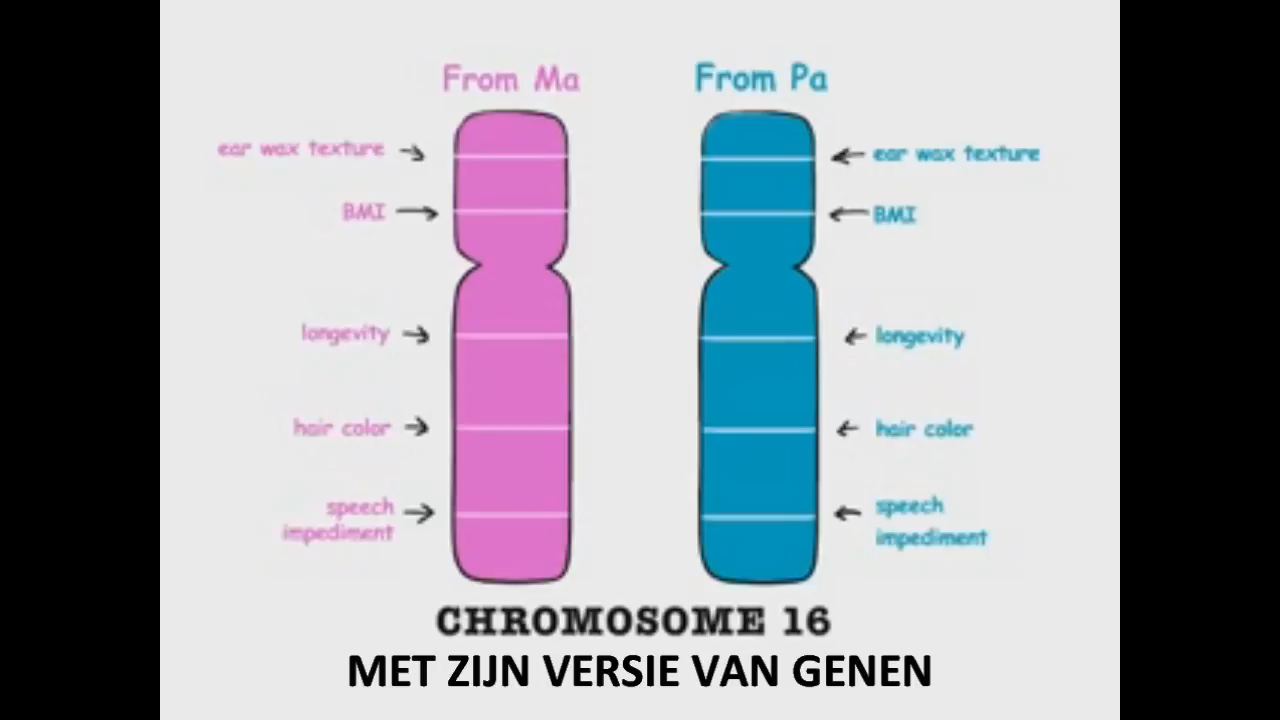 From Ma
From Pa
ear wax texture
ear wax texture
BMI
BMI
longevity
longevity
hair color
hair color
speech
impediment
speech
impediment
CHROMOSOME 16
MET ZIJN VERSIE VAN GENEN